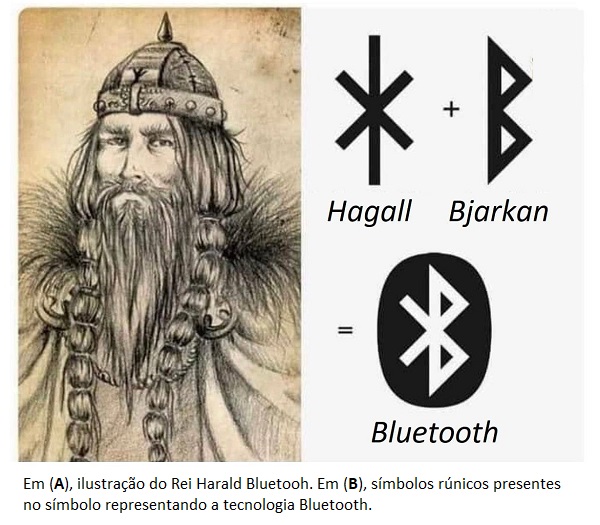 +
Hagall Bjarkan
=
Bluetooth
Em (A), ilustração do Rei Harald Bluetooh. Em (B), símbolos rúnicos presentes
no símbolo representando a tecnologia Bluetooth.